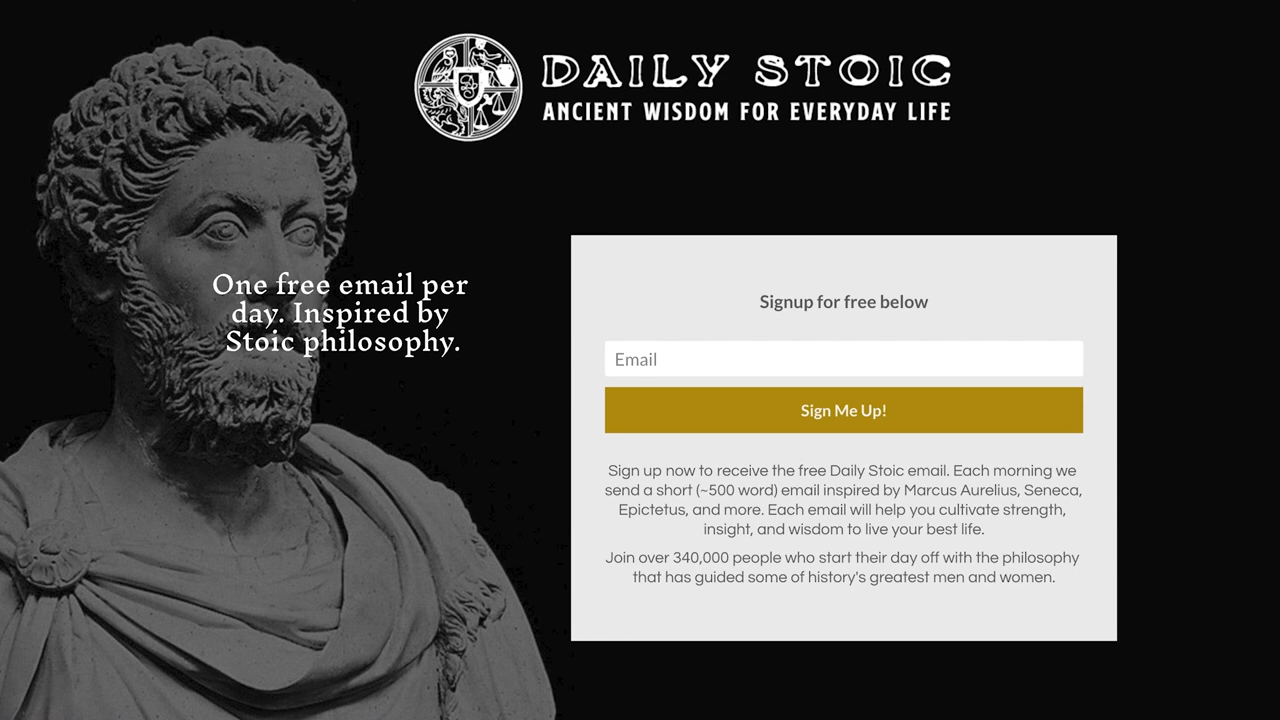 DAILY STOIC
ANCIENT WISDOM FOR EVERYDAY LIFE
One free email per
day. Inspired by
Stoic philosophy.
Signup for free below
Email
Sign Me Up!
Sign up now to receive the free Daily Stoic email. Each morning we
send a short (~500 word) email inspired by Marcus Aurelius, Seneca,
Epictetus, and more. Each email will help you cultivate strength,
insight, and wisdom to live your best life.
Join over 340,000 people who start their day off with the philosophy
that has guided some of history's greatest men and women.